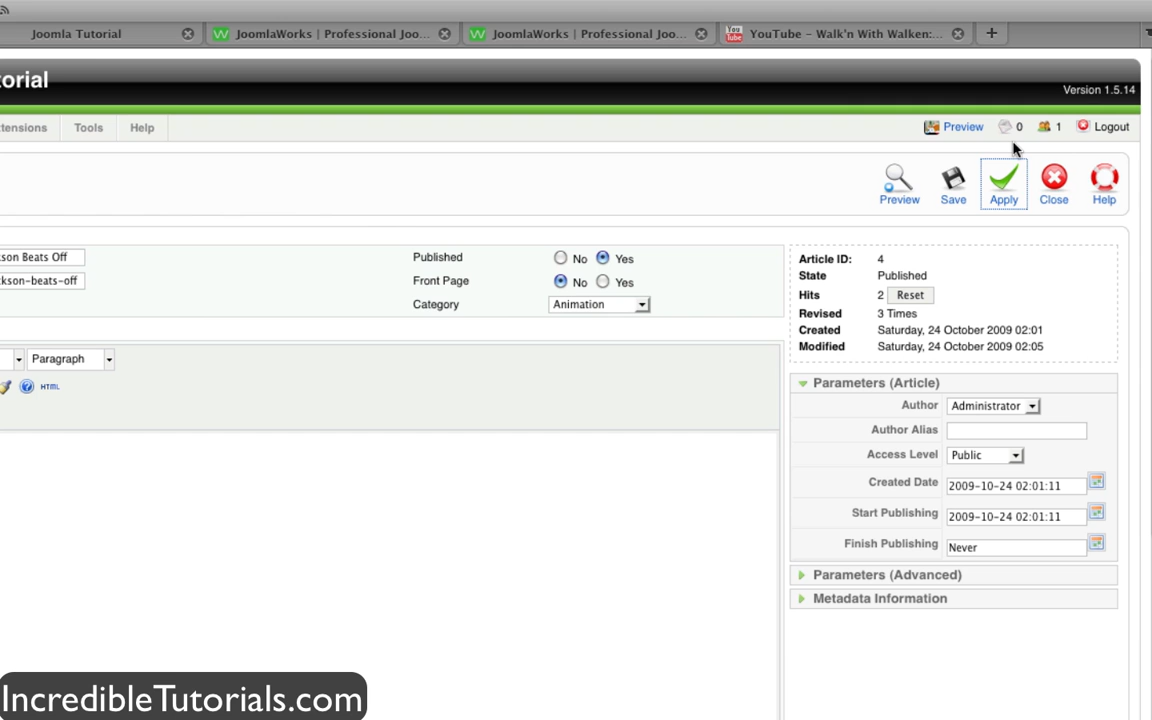 Joomla Tutorial
JoomlaWorks | Professional Joo...
JoomlaWorks | Professional Joo...
You Tube
YouTube – Walk'n With Walken:...
+
torial
Version 1.5.14
tensions
Tools
Help
Preview
0
1
Logout
Preview
Save
Apply
Close
Help
kson Beats Off
ckson-beats-off
Published
No
Yes
Front Page
No
Yes
Category
Animation
Article ID:
4
State
Published
Hits
2
Reset
Revised
3 Times
Created
Saturday, 24 October 2009 02:01
Modified
Saturday, 24 October 2009 02:05
Paragraph
HTML
Parameters (Article)
Author
Administrator
Author Alias
Access Level
Public
Created Date
2009-10-24 02:01:11
Start Publishing
2009-10-24 02:01:11
Finish Publishing
Never
Parameters (Advanced)
Metadata Information
IncredibleTutorials.com